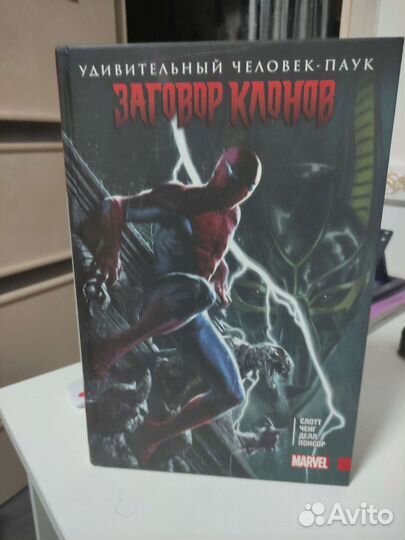 УДИВИТЕЛЬНЫЙ ЧЕЛОВЕК-ПАУК
ЗАГОВОР КЛОНОВ
СЛОТТ
ЧЕНГ
ДЕЛЛ
ПОНСОР
MARVEL
Avito